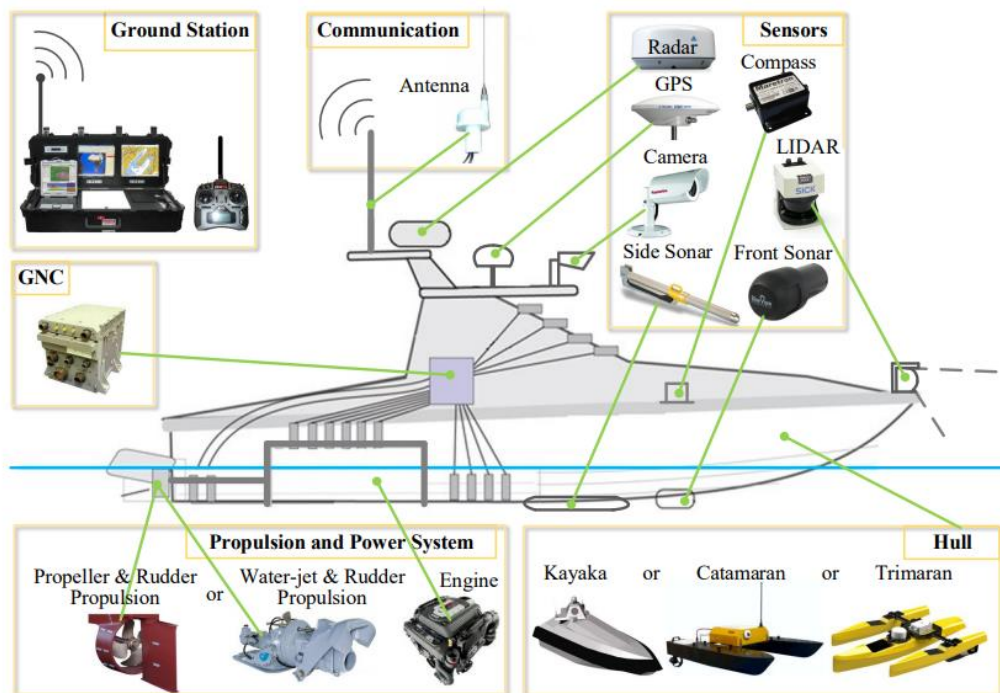 Ground Station
Communication
Antenna
Sensors
Radar
Compass
GPS
Camera
LIDAR
SICK
Side Sonar
Front Sonar
GNC
Propulsion and Power System
Propeller & Rudder
Propulsion
or
Water-jet & Rudder
Propulsion
Engine
Hull
Kayaka or Catamaran or Trimaran